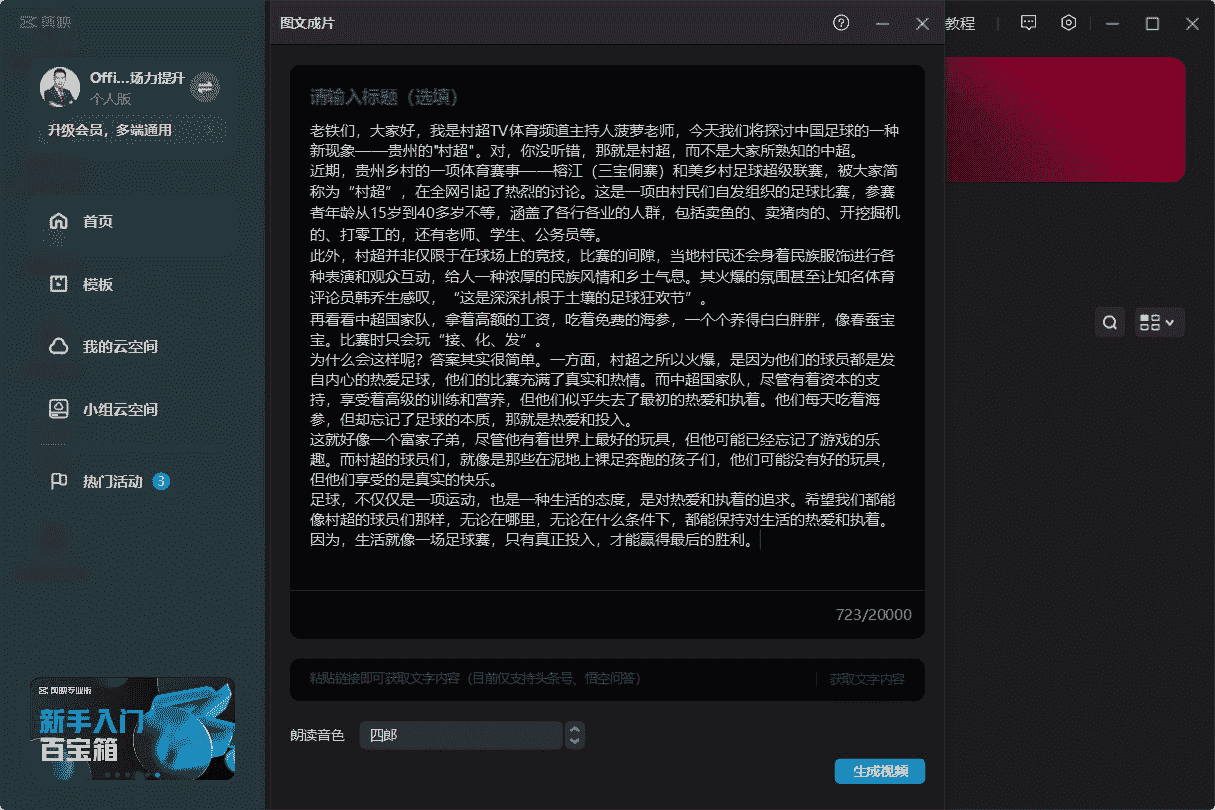 剪映
图文成片
教程
Offi...场力提升
个人版
升级会员，多端通用
首页
模板
我的云空间
小组云空间
热门活动 3
剪映专业版
新手入门
百宝箱
请输入标题（选填）
老铁们，大家好，我是村超TV体育频道主持人菠萝老师，今天我们将探讨中国足球的一种
新现象——贵州的"村超"。对，你没听错，那就是村超，而不是大家所熟知的中超。
近期，贵州乡村的一项体育赛事——榕江（三宝侗寨）和美乡村足球超级联赛，被大家简
称为“村超”，在全网引起了热烈的讨论。这是一项由村民们自发组织的足球比赛，参赛
者年龄从15岁到40多岁不等，涵盖了各行各业的人群，包括卖鱼的、卖猪肉的、开挖掘机
的、打零工的，还有老师、学生、公务员等。
此外，村超并非仅限于在球场上的竞技，比赛的间隙，当地村民还会身着民族服饰进行各
种表演和观众互动，给人一种浓厚的民族风情和乡土气息。其火爆的氛围甚至让知名体育
评论员韩乔生感叹，“这是深深扎根于土壤的足球狂欢节”。
再看看中超国家队，拿着高额的工资，吃着免费的海参，一个个养得白白胖胖，像春蚕宝
宝。比赛时只会玩“接、化、发”。
为什么会这样呢？答案其实很简单。一方面，村超之所以火爆，是因为他们的球员都是发
自内心的热爱足球，他们的比赛充满了真实和热情。而中超国家队，尽管有着资本的支
持，享受着高级的训练和营养，但他们似乎失去了最初的热爱和执着。他们每天吃着海
参，但却忘记了足球的本质，那就是热爱和投入。
这就好像一个富家子弟，尽管他有着世界上最好的玩具，但他可能已经忘记了游戏的乐
趣。而村超的球员们，就像是那些在泥地上裸足奔跑的孩子们，他们可能没有好的玩具，
但他们享受的是真实的快乐。
足球，不仅仅是一项运动，也是一种生活的态度，是对热爱和执着的追求。希望我们都能
像村超的球员们那样，无论在哪里，无论在什么条件下，都能保持对生活的热爱和执着。
因为，生活就像一场足球赛，只有真正投入，才能赢得最后的胜利。
723/20000
粘贴链接即可获取文字内容（目前仅支持头条号、悟空问答）
获取文字内容
朗读音色 四郎
生成视频